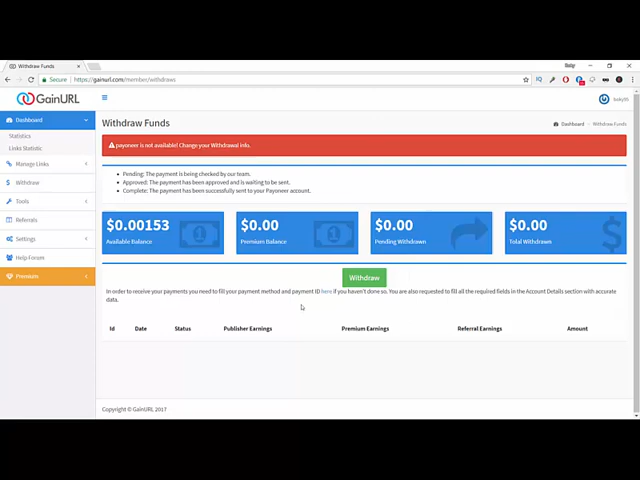 Withdraw Funds
Secure https://gainurl.com/member/withdraws
GainURL
Dashboard
Statistics
Links Statistic
Manage Links
Withdraw
Tools
Referrals
Settings
Help Forum
Premium
Withdraw Funds
Dashboard Withdraw Funds
payoneer is not available! Change your Withdrawal info.
Pending: The payment is being checked by our team.
Approved: The payment has been approved and is waiting to be sent.
Complete: The payment has been successfully sent to your Payoneer account.
$0.00153
Available Balance
$0.00
Premium Balance
$0.00
Pending Withdrawn
$0.00
Total Withdrawn
Withdraw
In order to receive your payments you need to fill your payment method and payment ID here if you haven't done so. You are also requested to fill all the required fields in the Account Details section with accurate
data.
Id Date Status Publisher Earnings Premium Earnings Referral Earnings Amount
Copyright © GainURL 2017